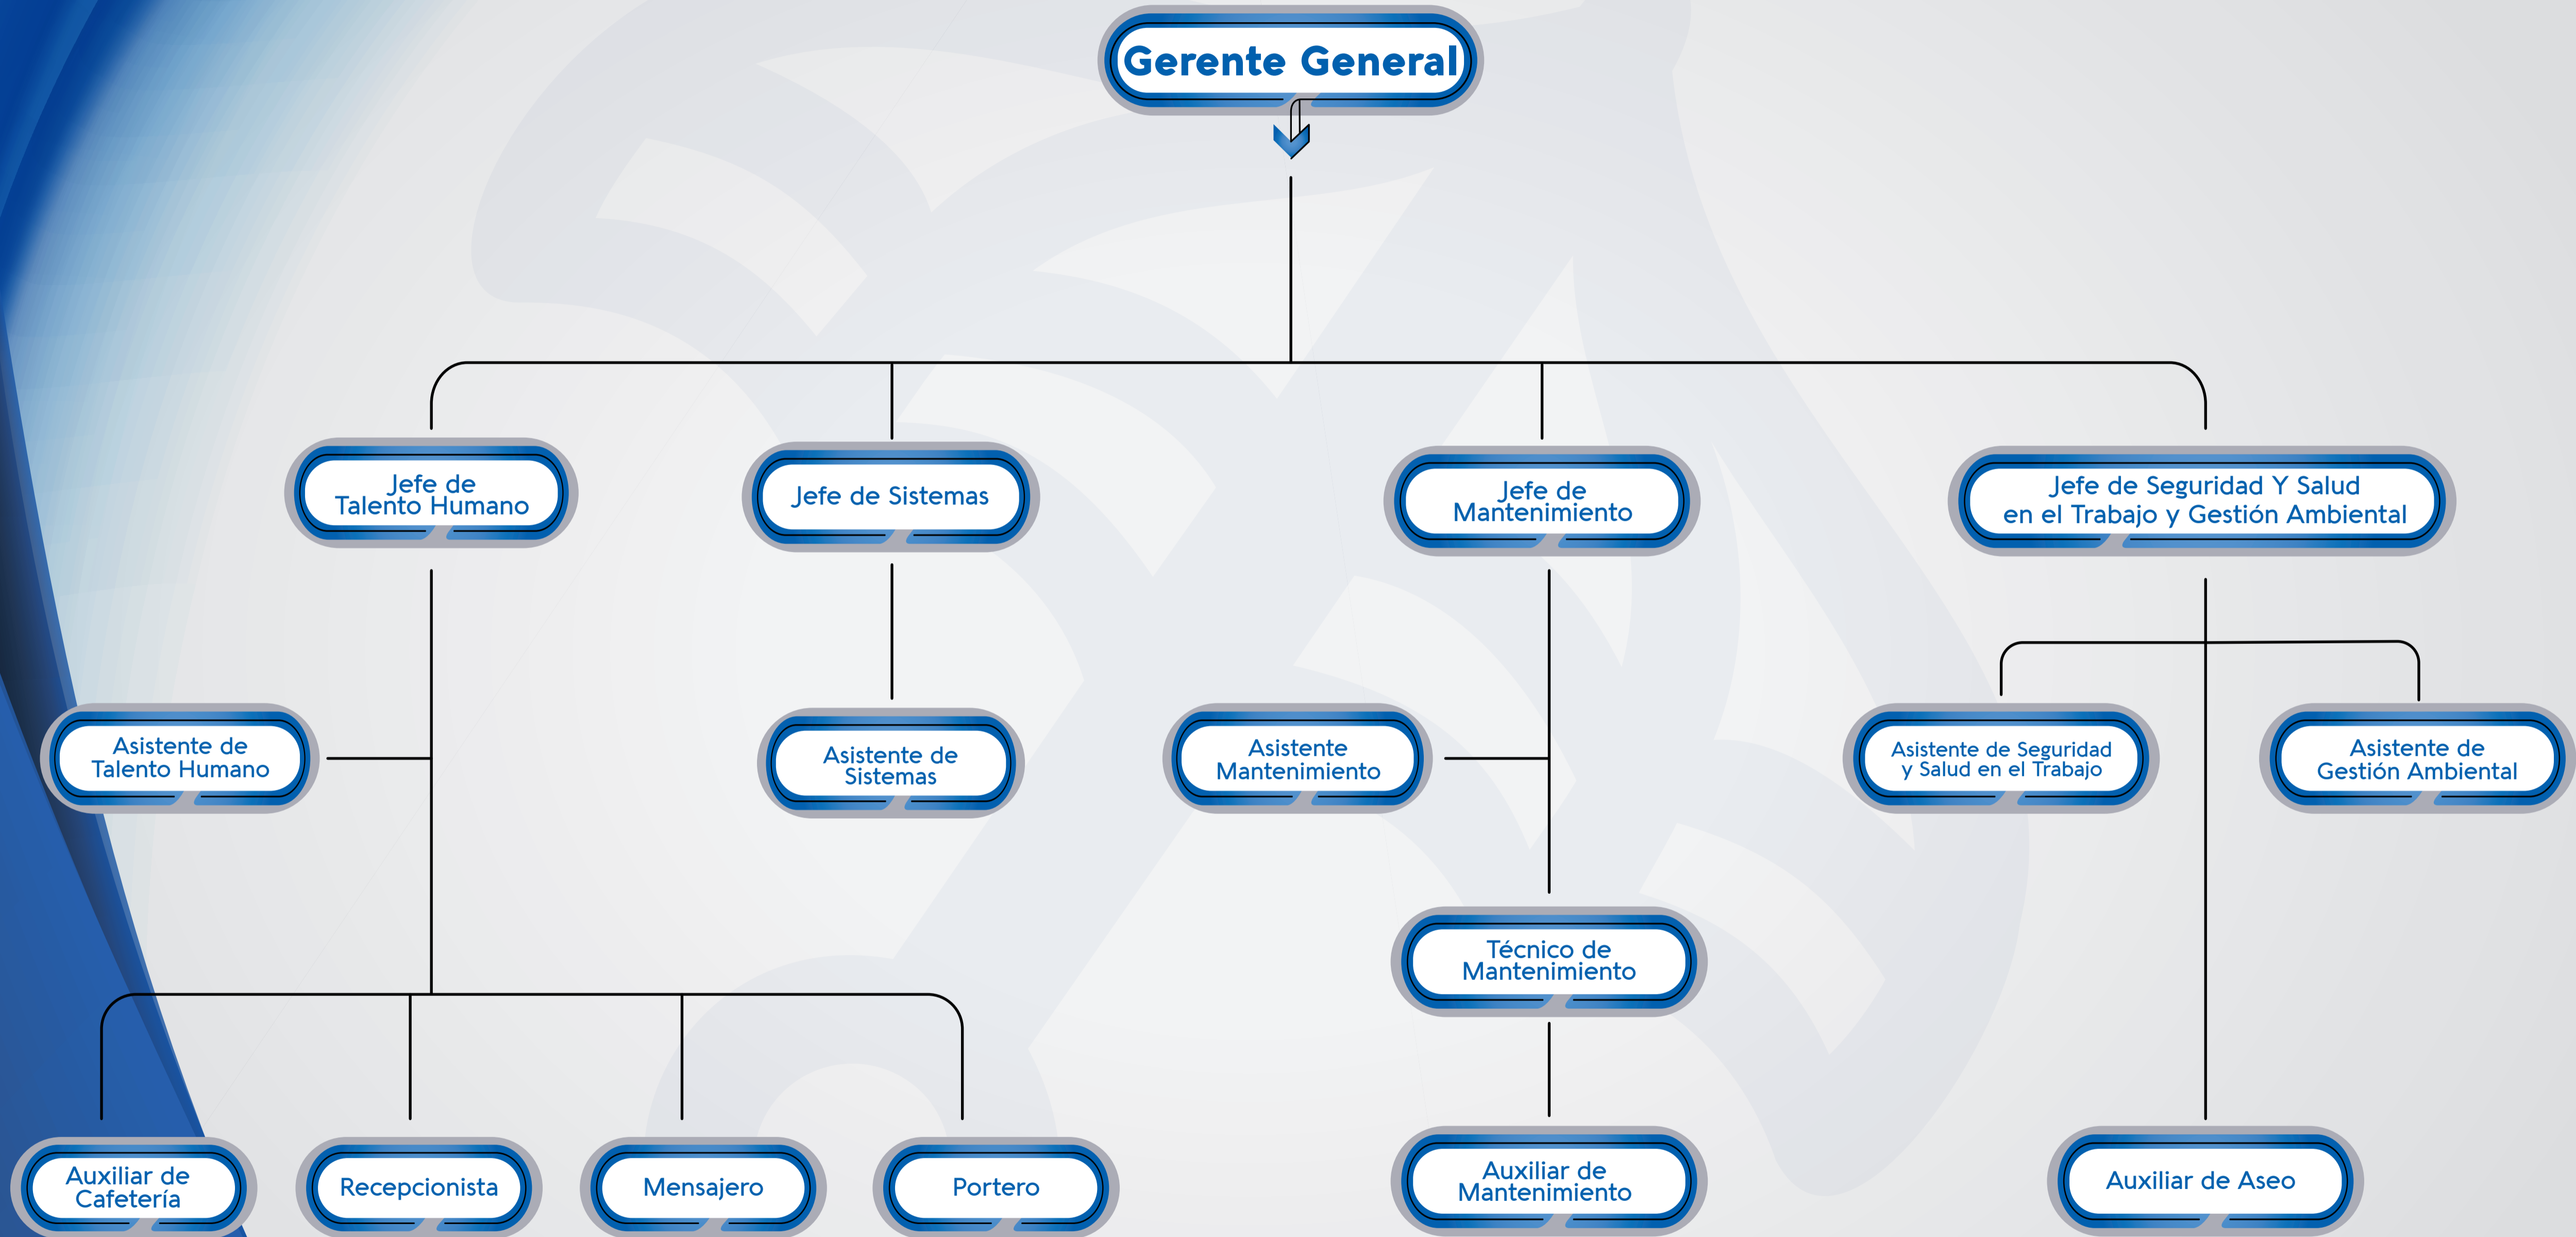 Gerente General
Jefe de
Talento Humano
Jefe de Sistemas
Jefe de
Mantenimiento
Jefe de Seguridad Y Salud
en el Trabajo y Gestión Ambiental
Asistente de
Talento Humano
Asistente de
Sistemas
Asistente
Mantenimiento
Asistente de Seguridad
y Salud en el Trabajo
Asistente de
Gestión Ambiental
Técnico de
Mantenimiento
Auxiliar de
Cafetería
Recepcionista
Mensajero
Portero
Auxiliar de
Mantenimiento
Auxiliar de Aseo